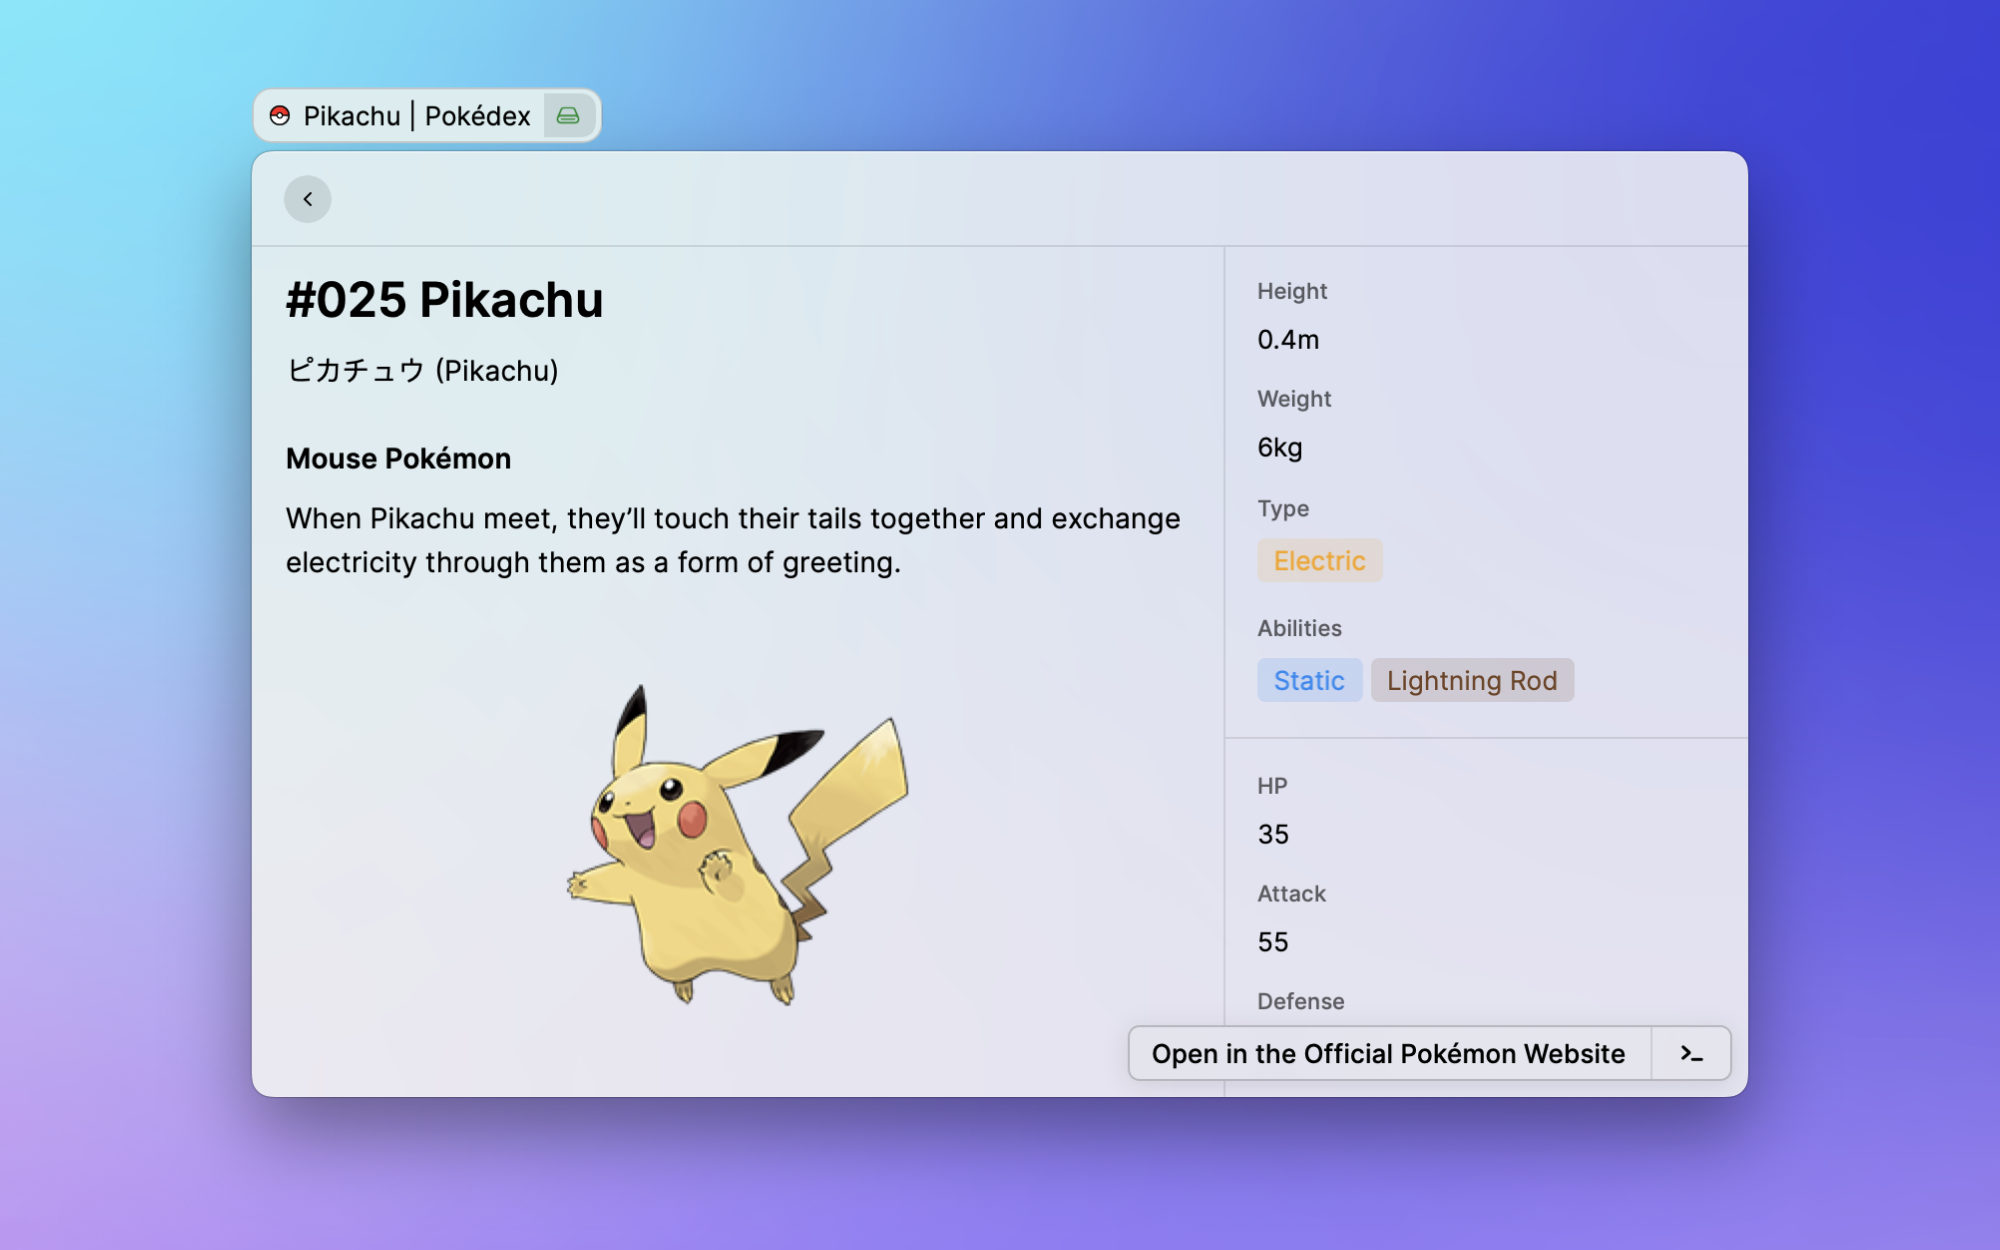 Pikachu | Pokédex
#025 Pikachu
ピカチュウ (Pikachu)
Mouse Pokémon
When Pikachu meet, they’ll touch their tails together and exchange
electricity through them as a form of greeting.
Height
0.4m
Weight
6kg
Type
Electric
Abilities
Static Lightning Rod
HP
35
Attack
55
Defense
Open in the Official Pokémon Website >_